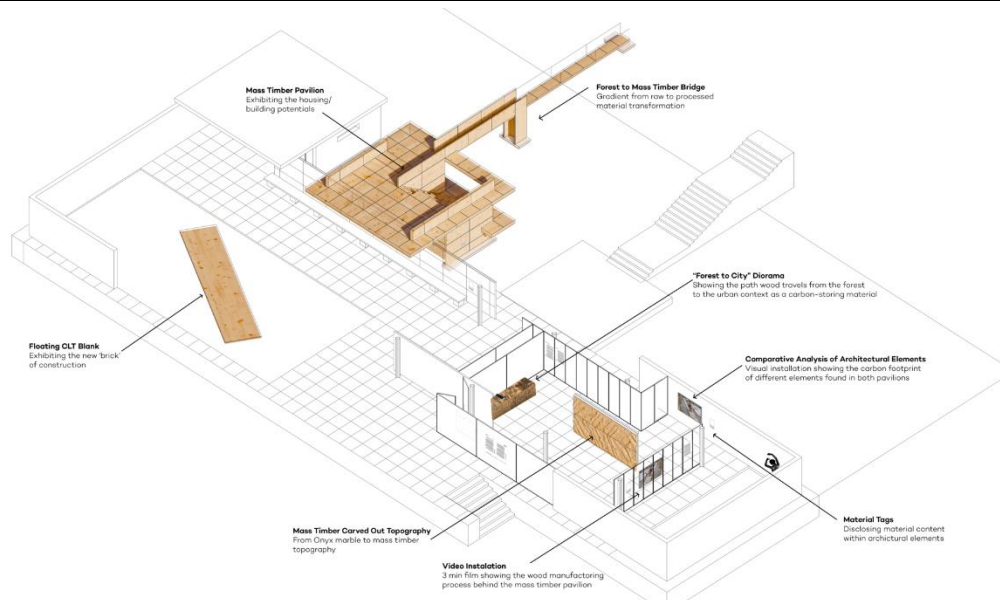 Mass Timber Pavilion
Exhibiting the housing/
building potentials
Forest to Mass Timber Bridge
Gradient from raw to processed
material transformation
"Forest to City" Diorama
Showing the path wood travels from the forest
to the urban context as a carbon-storing material
Floating CLT Blank
Exhibiting the new 'brick'
of construction
Comparative Analysis of Architectural Elements
Visual installation showing the carbon footprint
of different elements found in both pavilions
Mass Timber Carved Out Topography
From Onyx marble to mass timber
topography
Material Tags
Disclosing material content
within archictural elements
Video Instalation
3 min film showing the wood manufactoring
process behind the mass timber pavilion